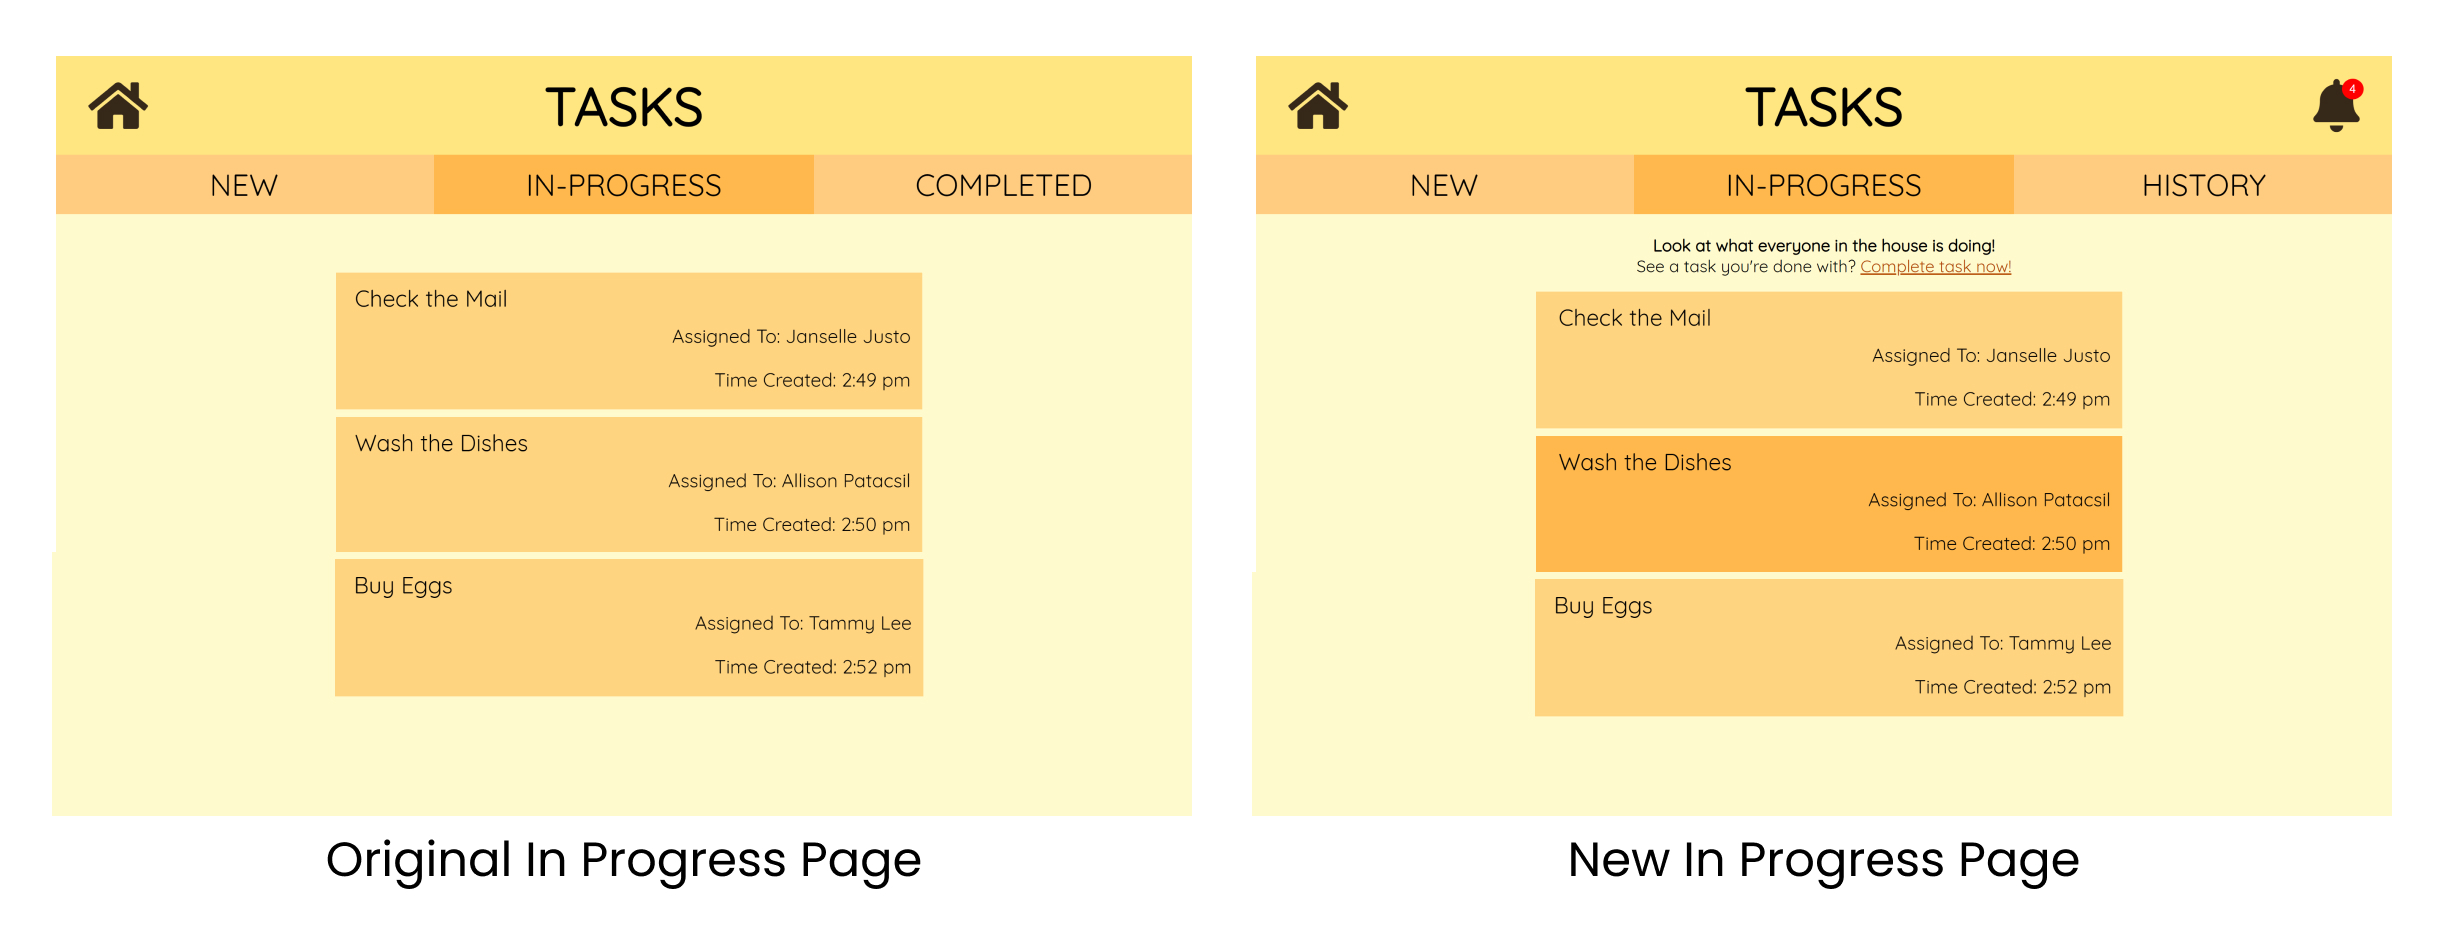 TASKS
NEW
IN-PROGRESS
COMPLETED
Check the Mail
Assigned To: Janselle Justo
Time Created: 2:49 pm
Wash the Dishes
Assigned To: Allison Patacsil
Time Created: 2:50 pm
Buy Eggs
Assigned To: Tammy Lee
Time Created: 2:52 pm
Original In Progress Page
TASKS
4
NEW
IN-PROGRESS
HISTORY
Look at what everyone in the house is doing!
See a task you're done with? Complete task now!
Check the Mail
Assigned To: Janselle Justo
Time Created: 2:49 pm
Wash the Dishes
Assigned To: Allison Patacsil
Time Created: 2:50 pm
Buy Eggs
Assigned To: Tammy Lee
Time Created: 2:52 pm
New In Progress Page